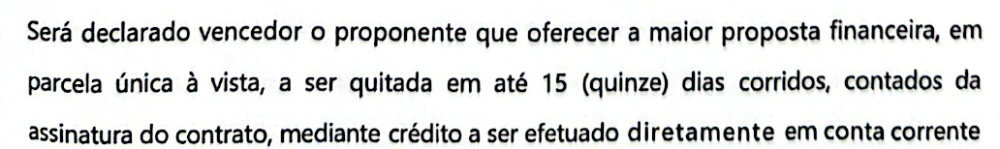 Será declarado vencedor o proponente que oferecer a maior proposta financeira, em
parcela única à vista, a ser quitada em até 15 (quinze) dias corridos, contados da
assinatura do contrato, mediante crédito a ser efetuado diretamente em conta corrente